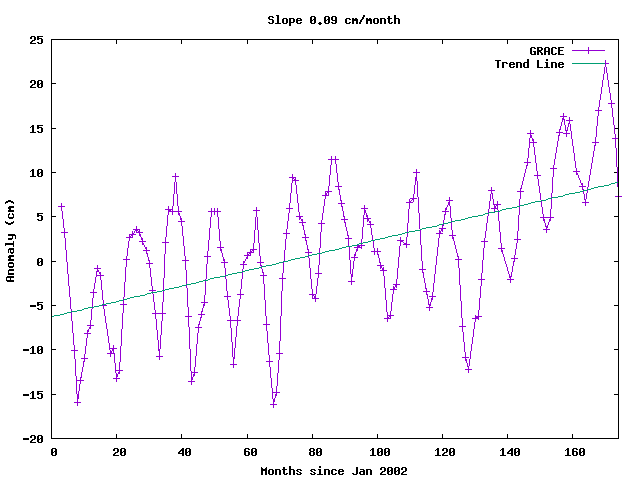 Slope 0.09 cm/month
GRACE
Trend Line
25
20
15
10
5
0
-5
-10
-15
-20
Anomaly (cm)
0 20 40 60 80 100 120 140 160
Months since Jan 2002